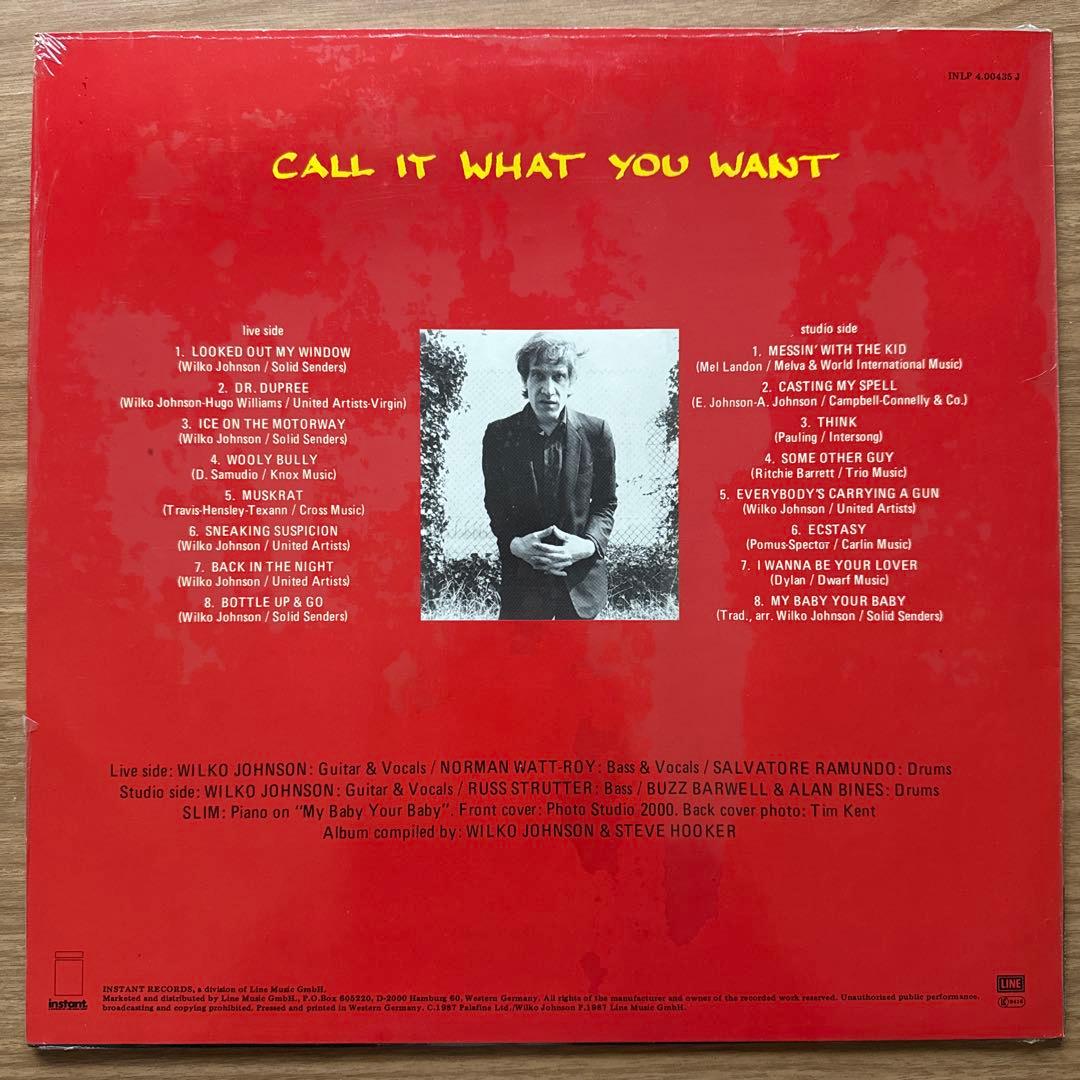 INLP 4.00435 J
CALL IT WHAT YOU WANT
live side
1. LOOKED OUT MY WINDOW
(Wilko Johnson / Solid Senders)
2. DR. DUPREE
(Wilko Johnson-Hugo Williams / United Artists-Virgin)
3. ICE ON THE MOTORWAY
(Wilko Johnson / Solid Senders)
4. WOOLY BULLY
(D. Samudio / Knox Music)
5. MUSKRAT
(Travis-Hensley-Texann / Cross Music)
6. SNEAKING SUSPICION
(Wilko Johnson / United Artists)
7. BACK IN THE NIGHT
(Wilko Johnson / United Artists)
8. BOTTLE UP & GO
(Wilko Johnson / Solid Senders)
studio side
1. MESSIN' WITH THE KID
(Mel Landon / Melva & World International Music)
2. CASTING MY SPELL
(E. Johnson-A. Johnson / Campbell-Connelly & Co.)
3. THINK
(Pauling / Intersong)
4. SOME OTHER GUY
(Ritchie Barrett / Trio Music)
5. EVERYBODY'S CARRYING A GUN
(Wilko Johnson / United Artists)
6. ECSTASY
(Pomus-Spector / Carlin Music)
7. I WANNA BE YOUR LOVER
(Dylan / Dwarf Music)
8. MY BABY YOUR BABY
(Trad., arr. Wilko Johnson / Solid Senders)
Live side: WILKO JOHNSON: Guitar & Vocals / NORMAN WATT-ROY: Bass & Vocals / SALVATORE RAMUNDO: Drums
Studio side: WILKO JOHNSON: Guitar & Vocals / RUSS STRUTTER: Bass / BUZZ BARWELL & ALAN BINES: Drums
SLIM: Piano on "My Baby Your Baby". Front cover: Photo Studio 2000. Back cover photo: Tim Kent
Album compiled by: WILKO JOHNSON & STEVE HOOKER
instant
INSTANT RECORDS, a division of Line Music GmbH.
Marketed and distributed by Line Music GmbH., P.O.Box 605220, D-2000 Hamburg 60, Western Germany. All rights of the manufacturer and owner of the recorded work reserved. Unauthorized public performance,
broadcasting and copying prohibited. Pressed and printed in Western Germany. C.1987 Palafine Ltd./Wilko Johnson P.1987 Line Music GmbH.
LINE